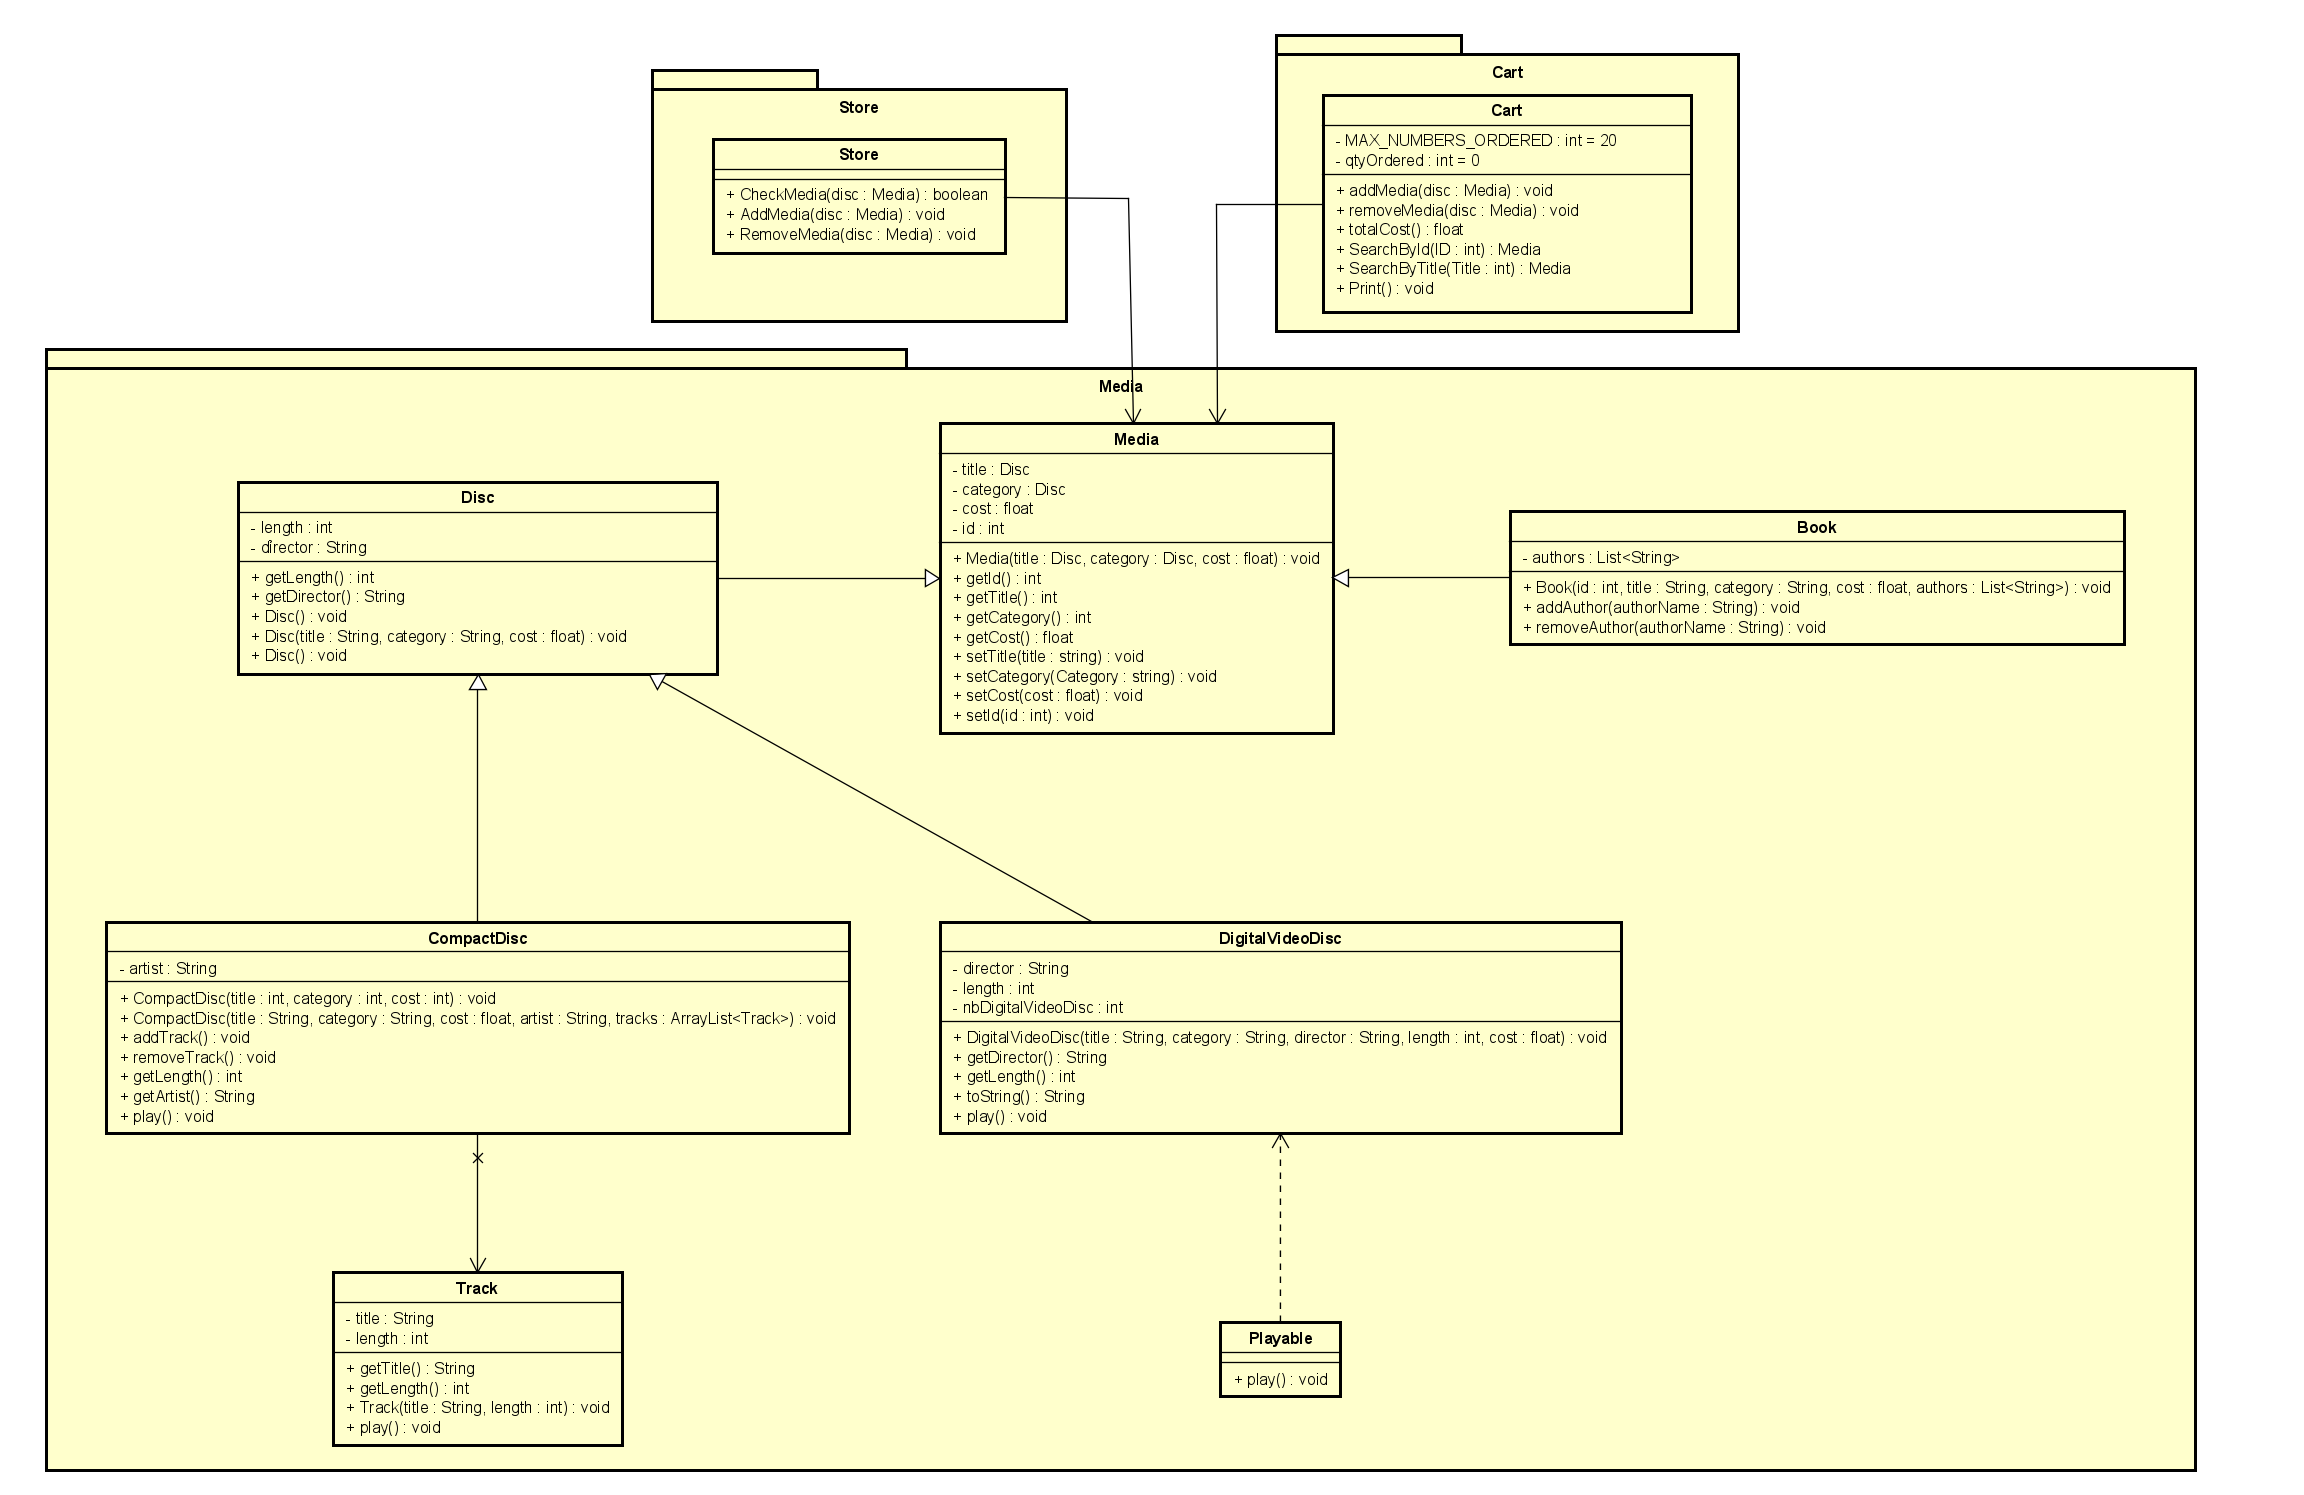 Store
Store
+ CheckMedia(disc : Media) : boolean
+ AddMedia(disc : Media) : void
+ RemoveMedia(disc : Media) : void
Cart
Cart
- MAX_NUMBERS_ORDERED : int = 20
- qtyOrdered : int = 0
+ addMedia(disc : Media) : void
+ removeMedia(disc : Media) : void
+ totalCost() : float
+ SearchById(ID : int) : Media
+ SearchByTitle(Title : int) : Media
+ Print() : void
Media
Media
- title : Disc
- category : Disc
- cost : float
- id : int
+ Media(title : Disc, category : Disc, cost : float) : void
+ getId() : int
+ getTitle() : int
+ getCategory() : int
+ getCost() : float
+ setTitle(title : string) : void
+ setCategory(Category : string) : void
+ setCost(cost : float) : void
+ setId(id : int) : void
Disc
- length : int
- director : String
+ getLength() : int
+ getDirector() : String
+ Disc() : void
+ Disc(title : String, category : String, cost : float) : void
+ Disc() : void
Book
- authors : List<String>
+ Book(id : int, title : String, category : String, cost : float, authors : List<String>) : void
+ addAuthor(authorName : String) : void
+ removeAuthor(authorName : String) : void
CompactDisc
- artist : String
+ CompactDisc(title : int, category : int, cost : int) : void
+ CompactDisc(title : String, category : String, cost : float, artist : String, tracks : ArrayList<Track>) : void
+ addTrack() : void
+ removeTrack() : void
+ getLength() : int
+ getArtist() : String
+ play() : void
DigitalVideoDisc
- director : String
- length : int
- nbDigitalVideoDisc : int
+ DigitalVideoDisc(title : String, category : String, director : String, length : int, cost : float) : void
+ getDirector() : String
+ getLength() : int
+ toString() : String
+ play() : void
Track
- title : String
- length : int
+ getTitle() : String
+ getLength() : int
+ Track(title : String, length : int) : void
+ play() : void
Playable
+ play() : void